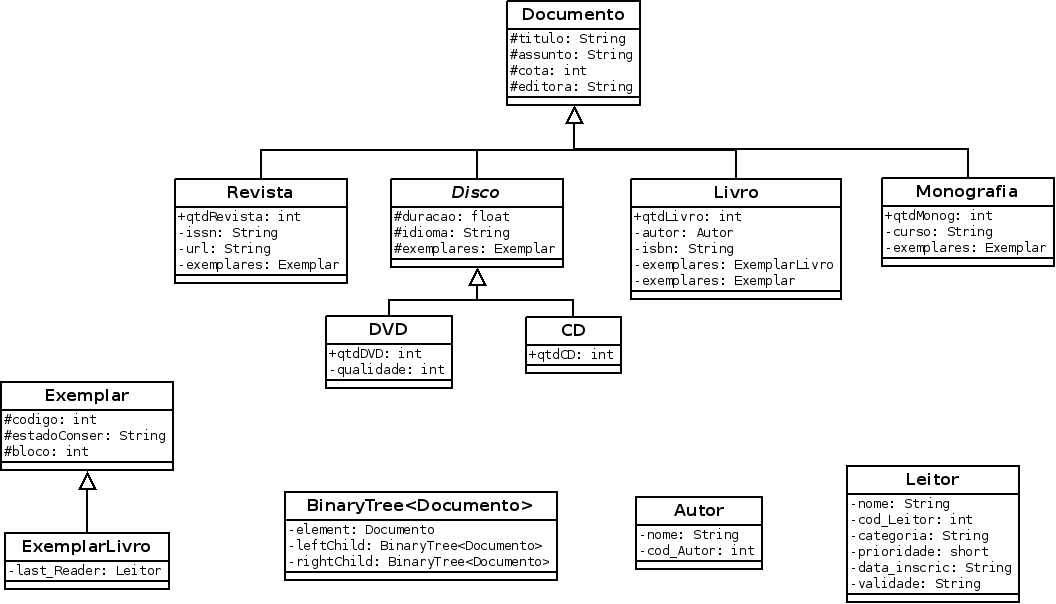 Documento
#titulo: String
#assunto: String
#cota: int
#editora: String
Revista
+qtdRevista: int
-issn: String
-url: String
-exemplares: Exemplar
Disco
#duracao: float
#idioma: String
#exemplares: Exemplar
Livro
+qtdLivro: int
-autor: Autor
-isbn: String
-exemplares: ExemplarLivro
-exemplares: Exemplar
Monografia
+qtdMonog: int
-curso: String
-exemplares: Exemplar
DVD
+qtdDVD: int
-qualidade: int
CD
+qtdCD: int
Exemplar
#codigo: int
#estadoConser: String
#bloco: int
ExemplarLivro
-last_Reader: Leitor
BinaryTree<Documento>
-element: Documento
-leftChild: BinaryTree<Documento>
-rightChild: BinaryTree<Documento>
Autor
-nome: String
-cod_Autor: int
Leitor
-nome: String
-cod_Leitor: int
-categoria: String
-prioridade: short
-data_inscric: String
-validade: String